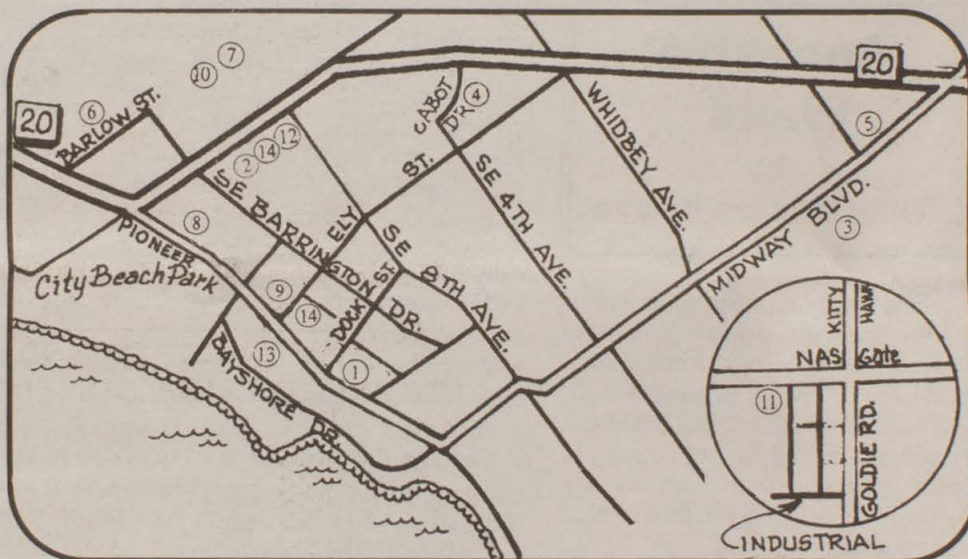 20
20
BARLOW ST.
CABOT DR.
WHIDBEY AVE.
ELY ST.
SE BARRINGTON DR.
SE 4TH AVE.
SE 8TH AVE.
MIDWAY BLVD.
PIONEER
City Beach Park
DOCK ST
BAYSHORE DR.
KITTY HAWK
NAS Gate
GOLDIE RD.
INDUSTRIAL
7
10
6
4
12
14
2
5
3
8
9
14
13
1
11